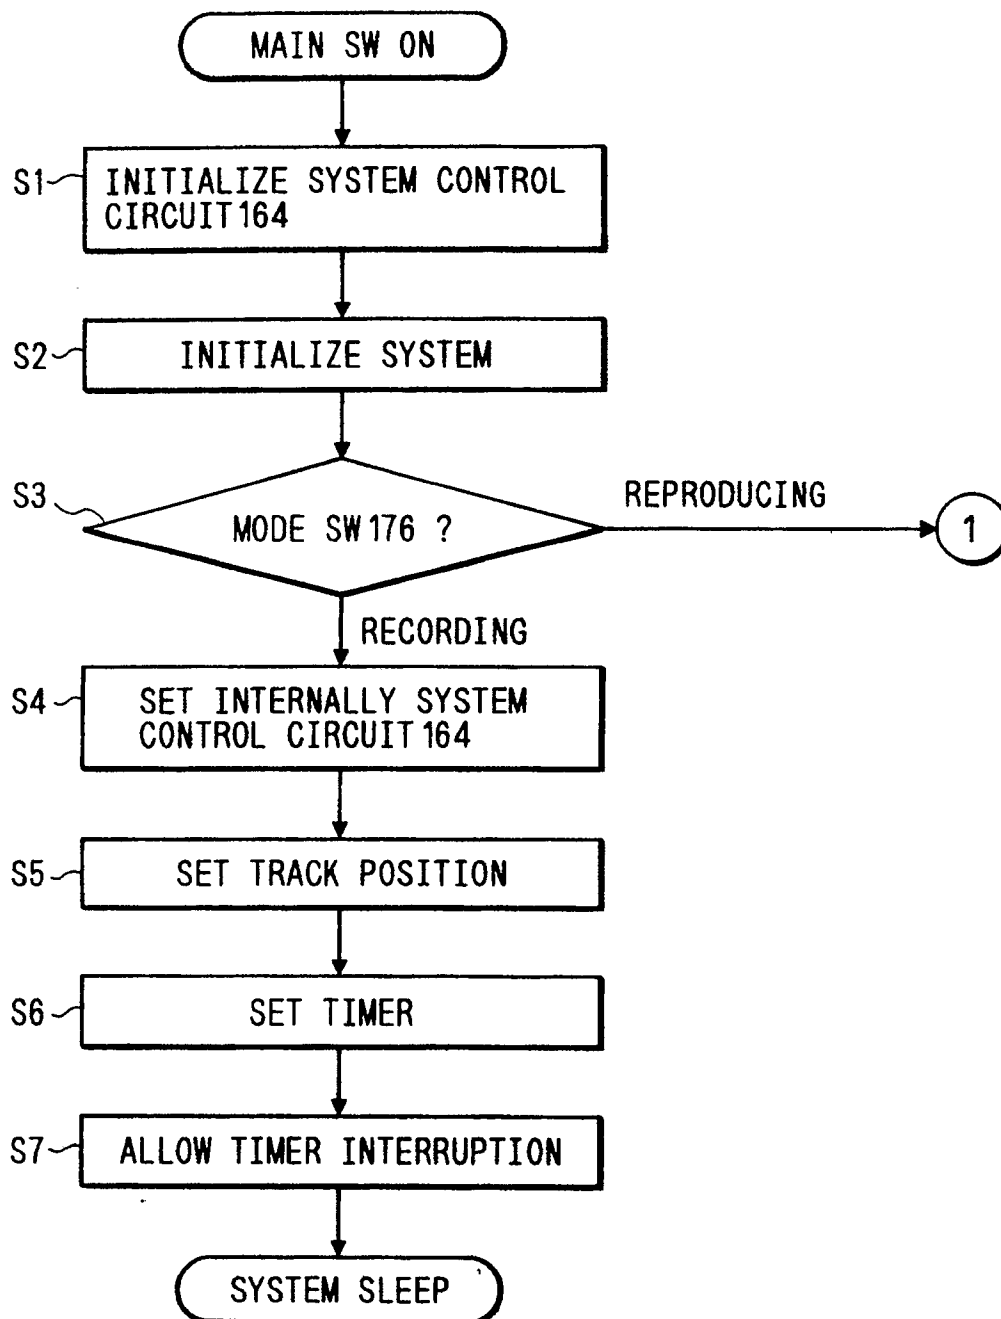 MAIN SW ON
S1
INITIALIZE SYSTEM CONTROL
CIRCUIT 164
S2
INITIALIZE SYSTEM
S3
MODE SW 176 ?
REPRODUCING
1
RECORDING
S4
SET INTERNALLY SYSTEM
CONTROL CIRCUIT 164
S5
SET TRACK POSITION
S6
SET TIMER
S7
ALLOW TIMER INTERRUPTION
SYSTEM SLEEP